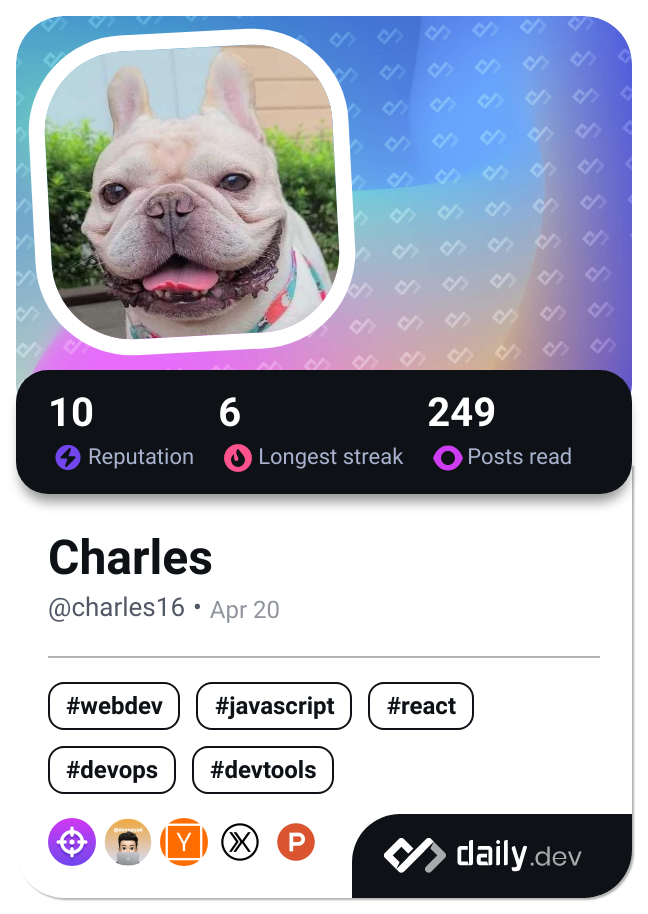 10 6 249
Reputation Longest streak Posts read
Charles
@charles16 • Apr 20
#webdev #javascript #react
#devops #devtools
Y P
daily.dev